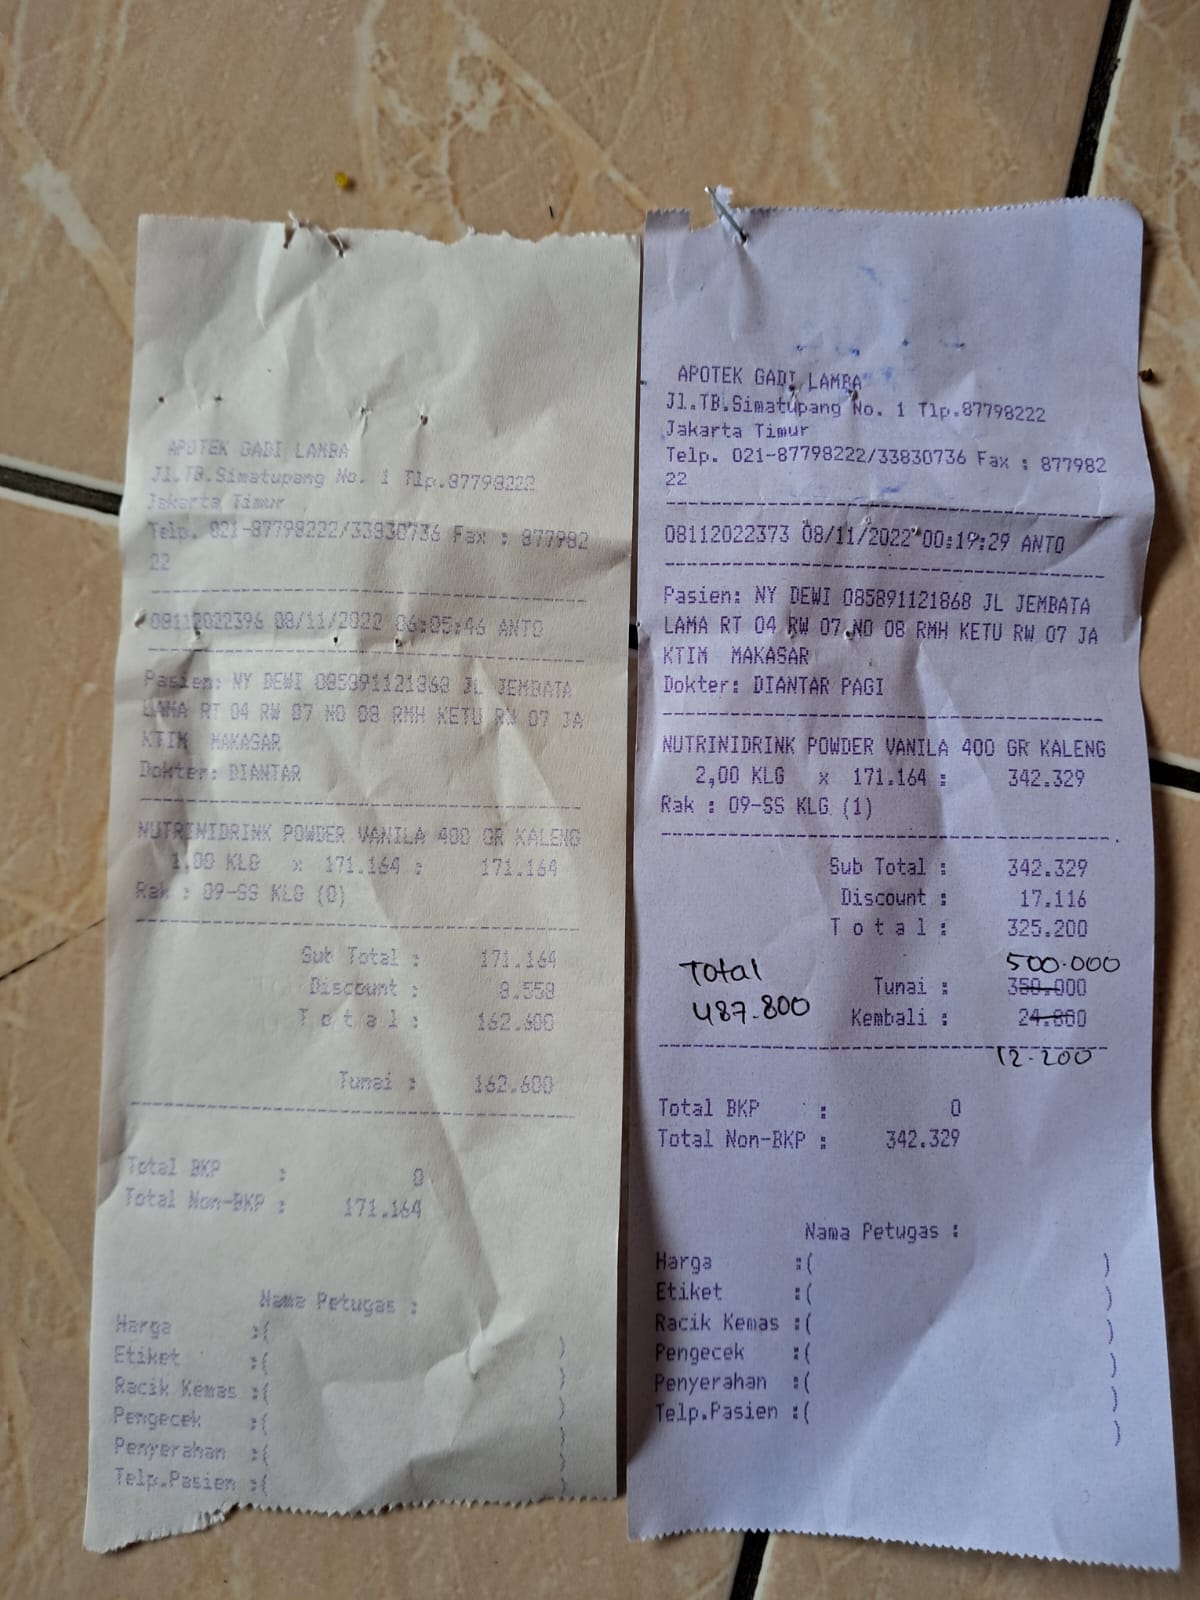 APOTEK GADI LAMBA
Jl.TB.Simatupang No. 1 Tlp.87798222
Jakarta Timur
Telp. 021-87798222/33830736 Fax : 877982
22
08112022396 08/11/2022 06:05:46 ANTO
Pasien: NY DEWI 085891121868 JL JEMBATA
LAMA RT 04 RW 07 NO 08 RMH KETU RW 07 JA
KTIM MAKASAR
Dokter: DIANTAR
NUTRINIDRINK POWDER VANILA 400 GR KALENG
1,00 KLG x 171.164 : 171.164
Rak : 09-SS KLG (0)
Sub Total : 171.164
Discount : 8.558
T o t a l : 162.600
Tunai : 162.600
Total BKP : 0
Total Non-BKP : 171.164
Nama Petugas :
Harga :( )
Etiket :( )
Racik Kemas :( )
Pengecek :( )
Penyerahan :( )
Telp.Pasien :( )
APOTEK GADI LAMBA
Jl.TB.Simatupang No. 1 Tlp.87798222
Jakarta Timur
Telp. 021-87798222/33830736 Fax : 877982
22
08112022373 08/11/2022 00:19:29 ANTO
Pasien: NY DEWI 085891121868 JL JEMBATA
LAMA RT 04 RW 07 NO 08 RMH KETU RW 07 JA
KTIM MAKASAR
Dokter: DIANTAR PAGI
NUTRINIDRINK POWDER VANILA 400 GR KALENG
2,00 KLG x 171.164 : 342.329
Rak : 09-SS KLG (1)
Sub Total : 342.329
Discount : 17.116
T o t a l : 325.200
Total 500.000
Tunai : 350.000
487.800
Kembali : 24.800
12.200
Total BKP : 0
Total Non-BKP : 342.329
Nama Petugas :
Harga :( )
Etiket :( )
Racik Kemas :( )
Pengecek :( )
Penyerahan :( )
Telp.Pasien :( )